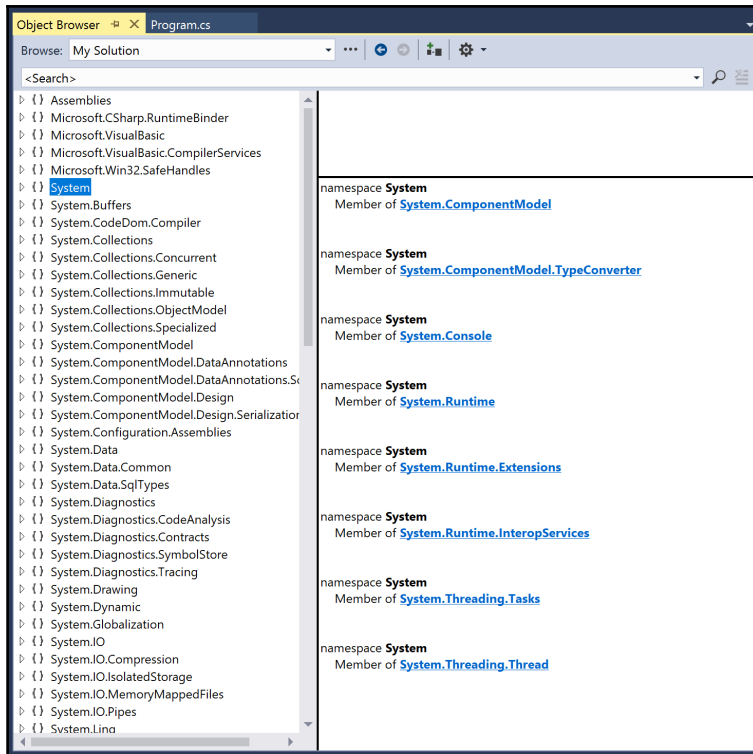 Object Browser Program.cs
Browse: My Solution
<Search>
{ } Assemblies
{ } Microsoft.CSharp.RuntimeBinder
{ } Microsoft.VisualBasic
{ } Microsoft.VisualBasic.CompilerServices
{ } Microsoft.Win32.SafeHandles
{ } System
{ } System.Buffers
{ } System.CodeDom.Compiler
{ } System.Collections
{ } System.Collections.Concurrent
{ } System.Collections.Generic
{ } System.Collections.Immutable
{ } System.Collections.ObjectModel
{ } System.Collections.Specialized
{ } System.ComponentModel
{ } System.ComponentModel.DataAnnotations
{ } System.ComponentModel.DataAnnotations.Sc
{ } System.ComponentModel.Design
{ } System.ComponentModel.Design.Serialization
{ } System.Configuration.Assemblies
{ } System.Data
{ } System.Data.Common
{ } System.Data.SqlTypes
{ } System.Diagnostics
{ } System.Diagnostics.CodeAnalysis
{ } System.Diagnostics.Contracts
{ } System.Diagnostics.SymbolStore
{ } System.Diagnostics.Tracing
{ } System.Drawing
{ } System.Dynamic
{ } System.Globalization
{ } System.IO
{ } System.IO.Compression
{ } System.IO.IsolatedStorage
{ } System.IO.MemoryMappedFiles
{ } System.IO.Pipes
{ } System.Linq
namespace System
Member of System.ComponentModel
namespace System
Member of System.ComponentModel.TypeConverter
namespace System
Member of System.Console
namespace System
Member of System.Runtime
namespace System
Member of System.Runtime.Extensions
namespace System
Member of System.Runtime.InteropServices
namespace System
Member of System.Threading.Tasks
namespace System
Member of System.Threading.Thread